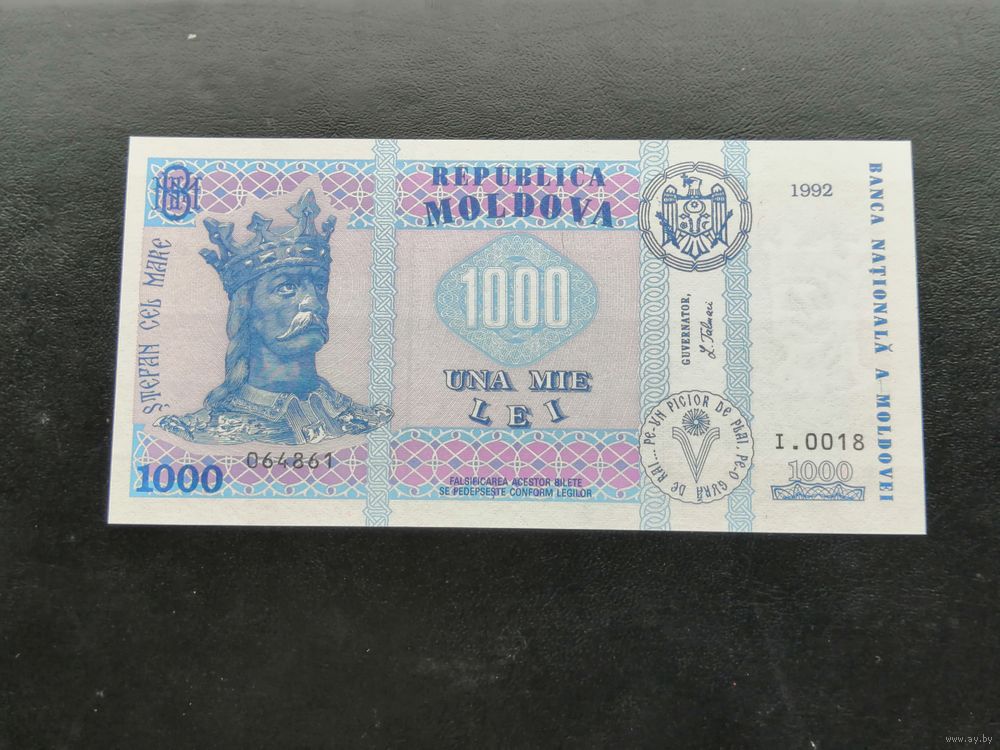 REPUBLICA
MOLDOVA
1992
BANCA NAȚIONALĂ A MOLDOVEI
ȘTEFAN CEL MARE
1000
UNA MIE
LEI
GUVERNATOR,
L. Talmaci
PE-UN PICIOR DE PLAI, PE-O GURĂ DE RAI...
I.0018
1000
064861
1000
FALSIFICAREA ACESTOR BILETE
SE PEDEPSEȘTE CONFORM LEGILOR
www.ay.by